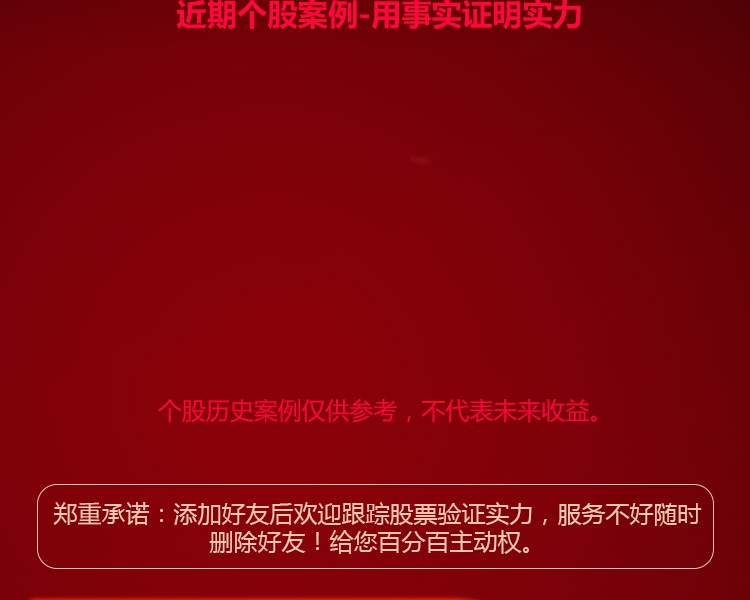 近期个股案例-用事实证明实力
个股历史案例仅供参考，不代表未来收益。
郑重承诺：添加好友后欢迎跟踪股票验证实力，服务不好随时
删除好友！给您百分百主动权。